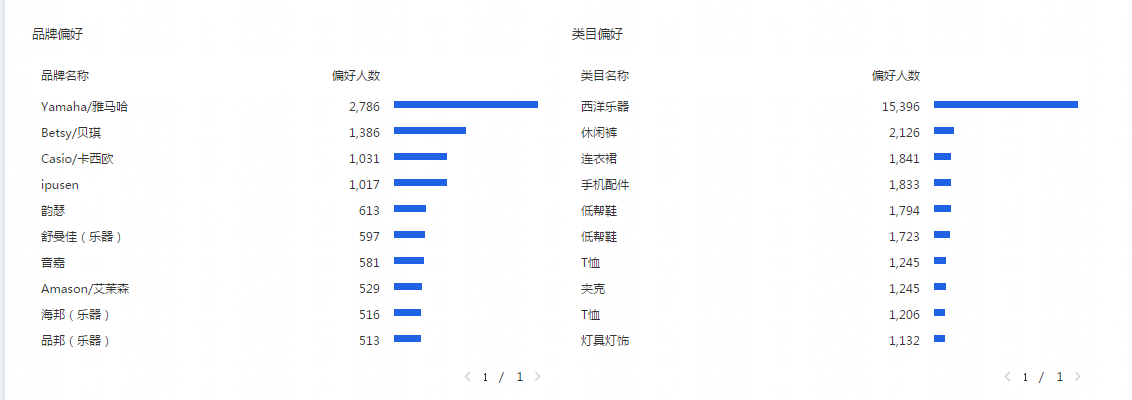 品牌偏好
品牌名称 偏好人数
Yamaha/雅马哈 2,786
Betsy/贝琪 1,386
Casio/卡西欧 1,031
ipusen 1,017
韵瑟 613
舒曼佳（乐器） 597
音嘉 581
Amason/艾茉森 529
海邦（乐器） 516
品邦（乐器） 513
1 / 1
类目偏好
类目名称 偏好人数
西洋乐器 15,396
休闲裤 2,126
连衣裙 1,841
手机配件 1,833
低帮鞋 1,794
低帮鞋 1,723
T恤 1,245
夹克 1,245
T恤 1,206
灯具灯饰 1,132
1 / 1